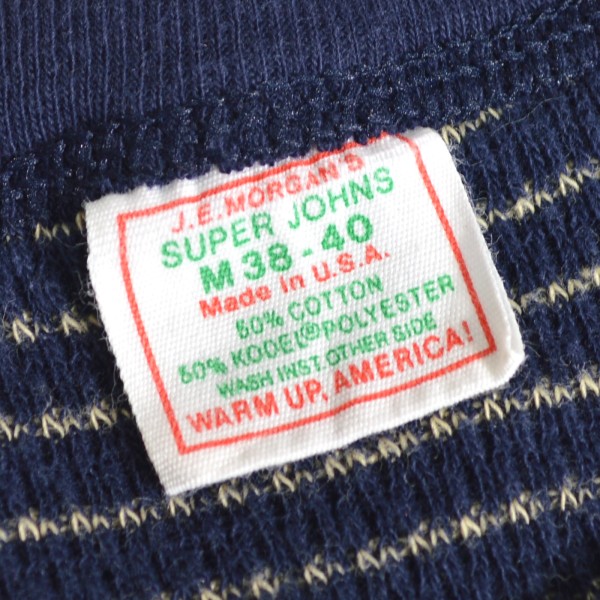 J.E.MORGAN'S
SUPER JOHNS
M 38-40
Made in U.S.A.
50% COTTON
50% KODEL® POLYESTER
WASH INST. OTHER SIDE
WARM UP, AMERICA!